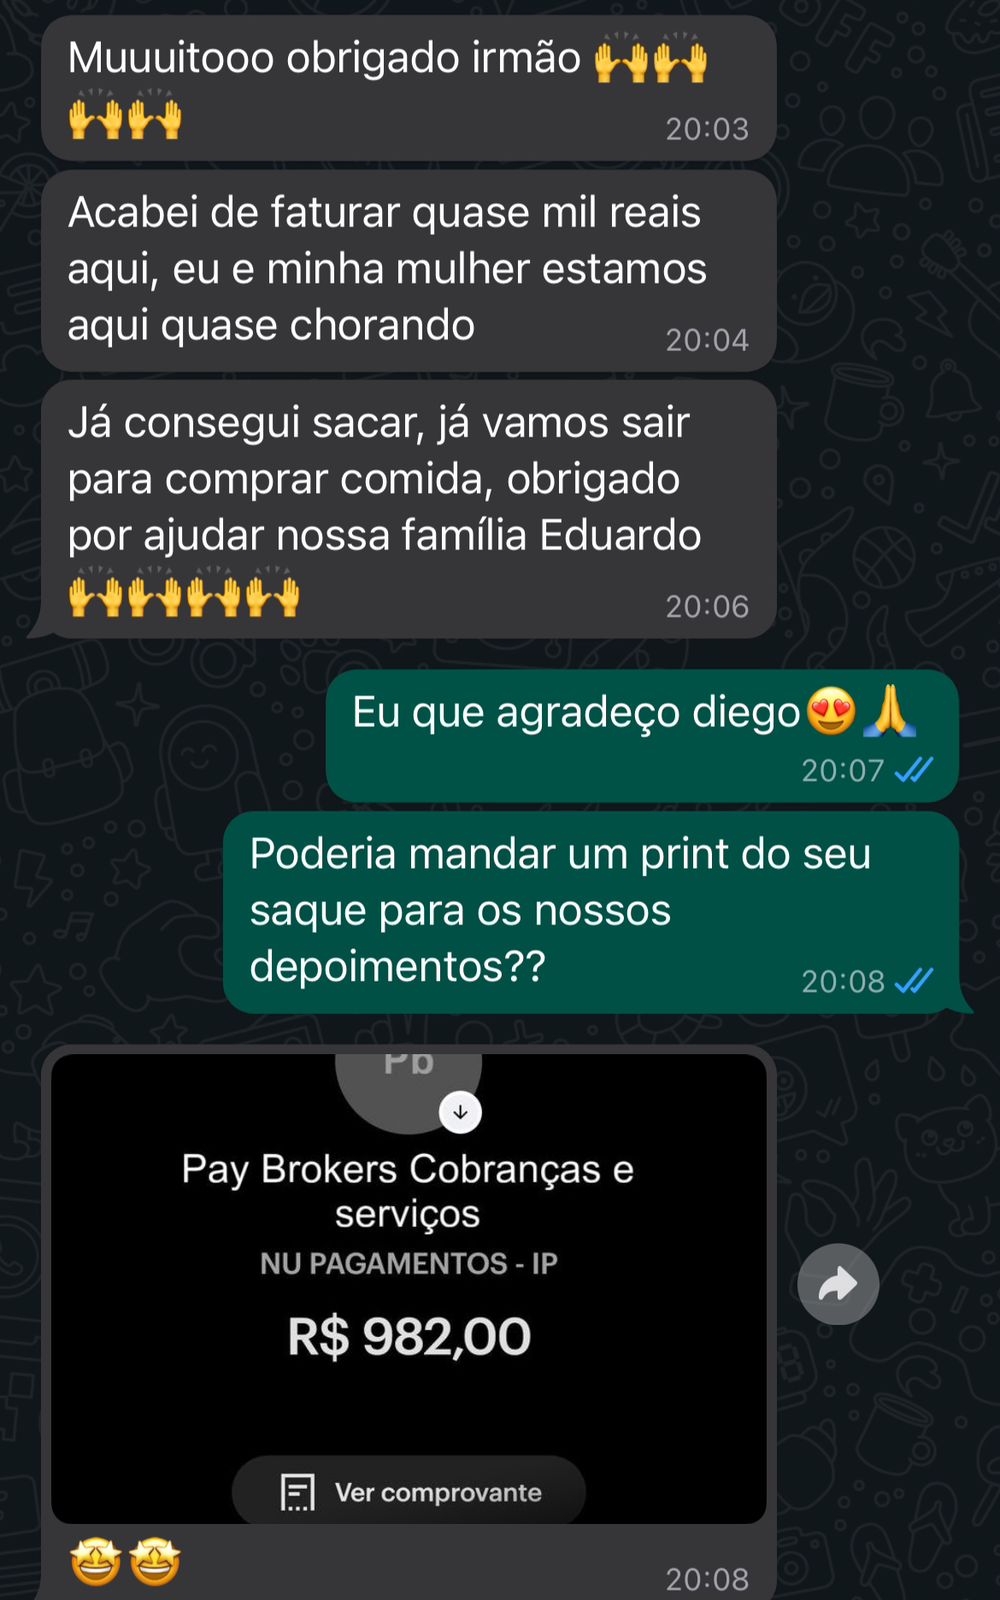 Muuuitooo obrigado irmão 🙌🙌
🙌🙌
20:03
Acabei de faturar quase mil reais
aqui, eu e minha mulher estamos
aqui quase chorando
20:04
Já consegui sacar, já vamos sair
para comprar comida, obrigado
por ajudar nossa família Eduardo
🙌🙌🙌🙌
20:06
Eu que agradeço diego😍🙏
20:07
Poderia mandar um print do seu
saque para os nossos
depoimentos??
20:08
Pb
Pay Brokers Cobranças e
serviços
NU PAGAMENTOS - IP
R$ 982,00
Ver comprovante
🤩🤩
20:08